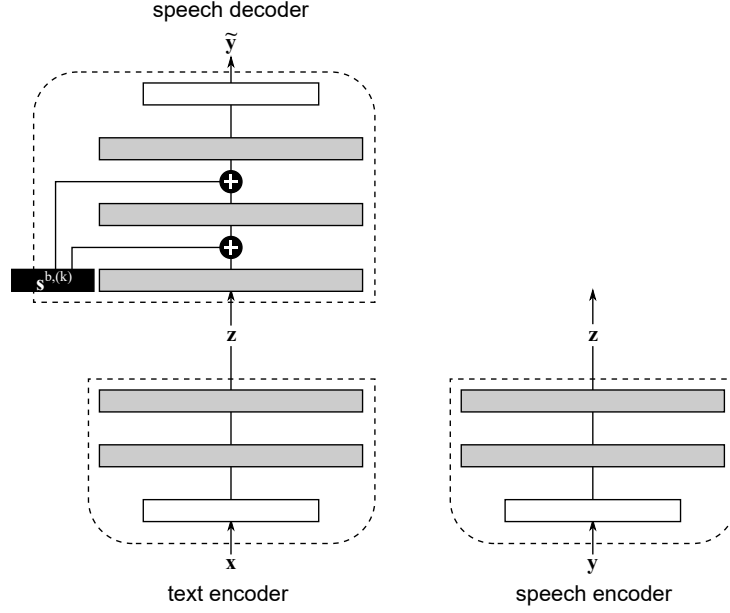 speech decoder
ỹ
s^b,(k)
z
z
x
y
text encoder
speech encoder